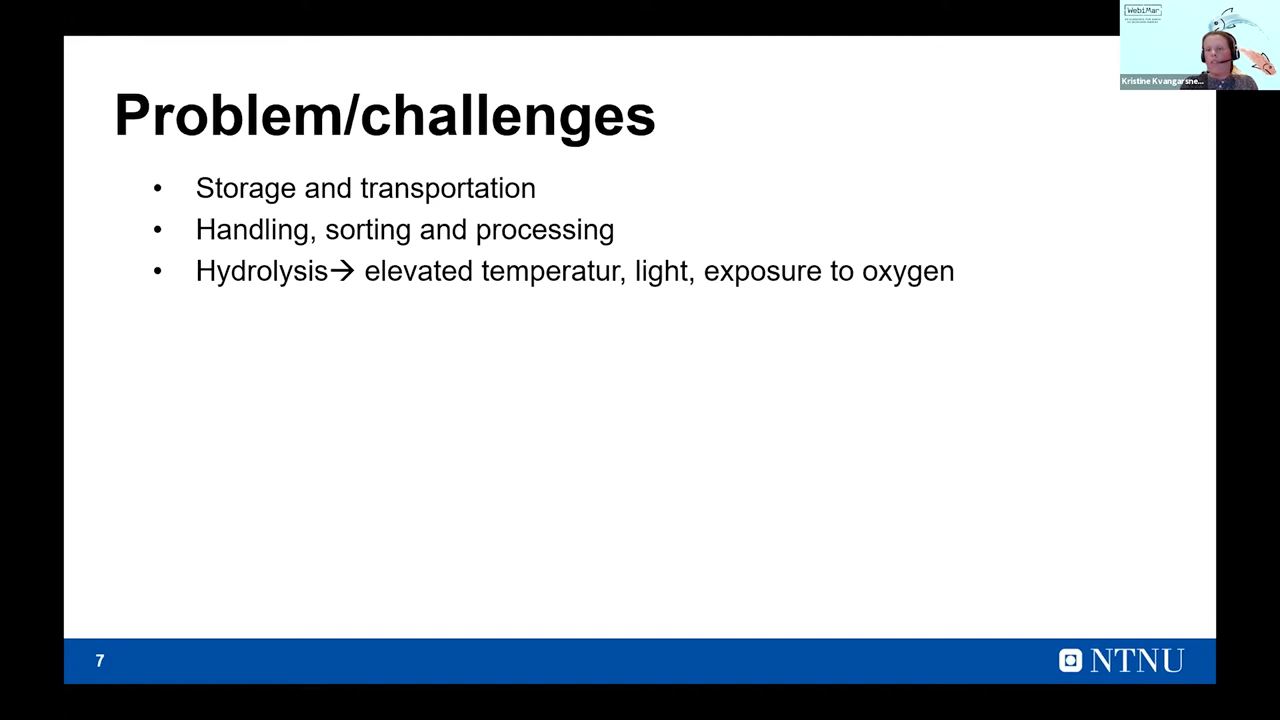 WebiMar
Kristine Kvangarsne...
Problem/challenges
• Storage and transportation
• Handling, sorting and processing
• Hydrolysis→ elevated temperatur, light, exposure to oxygen
7
NTNU